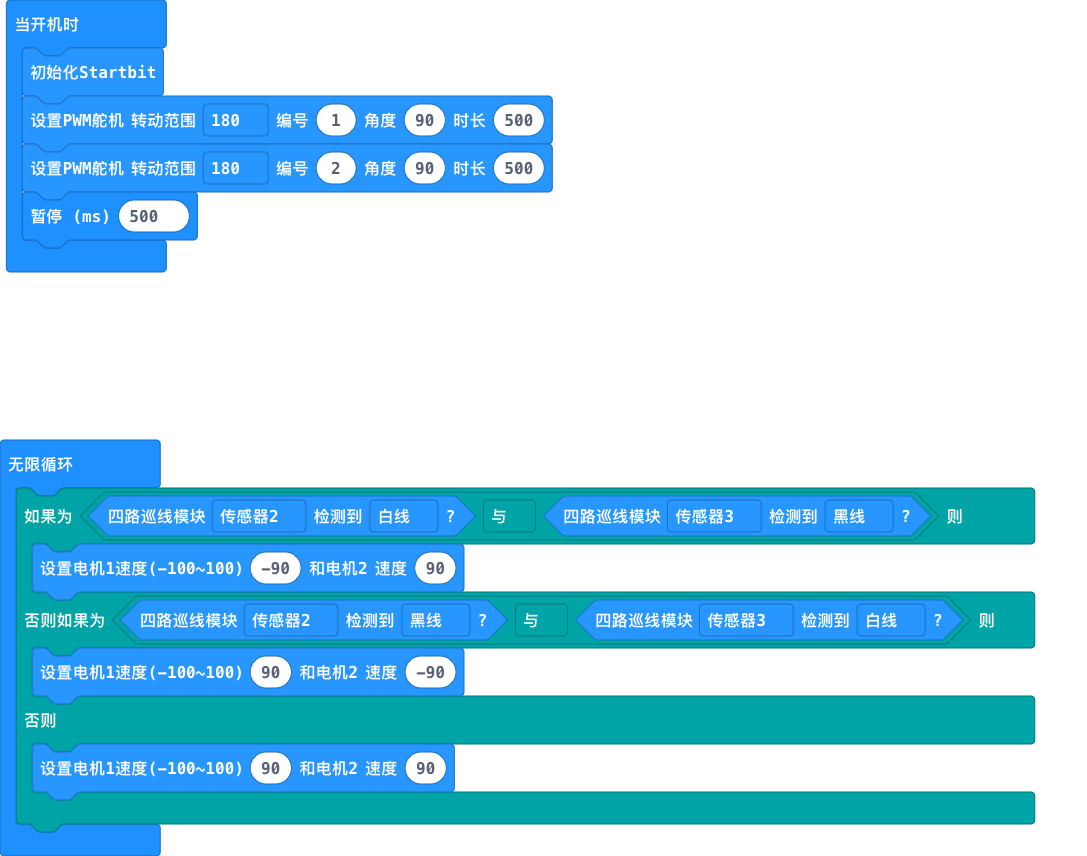 当开机时
初始化Startbit
设置PWM舵机 转动范围 180 编号 1 角度 90 时长 500
设置PWM舵机 转动范围 180 编号 2 角度 90 时长 500
暂停 (ms) 500
无限循环
如果为 四路巡线模块 传感器2 检测到 白线 ? 与 四路巡线模块 传感器3 检测到 黑线 ? 则
设置电机1速度(-100~100) -90 和电机2 速度 90
否则如果为 四路巡线模块 传感器2 检测到 黑线 ? 与 四路巡线模块 传感器3 检测到 白线 ? 则
设置电机1速度(-100~100) 90 和电机2 速度 -90
否则
设置电机1速度(-100~100) 90 和电机2 速度 90